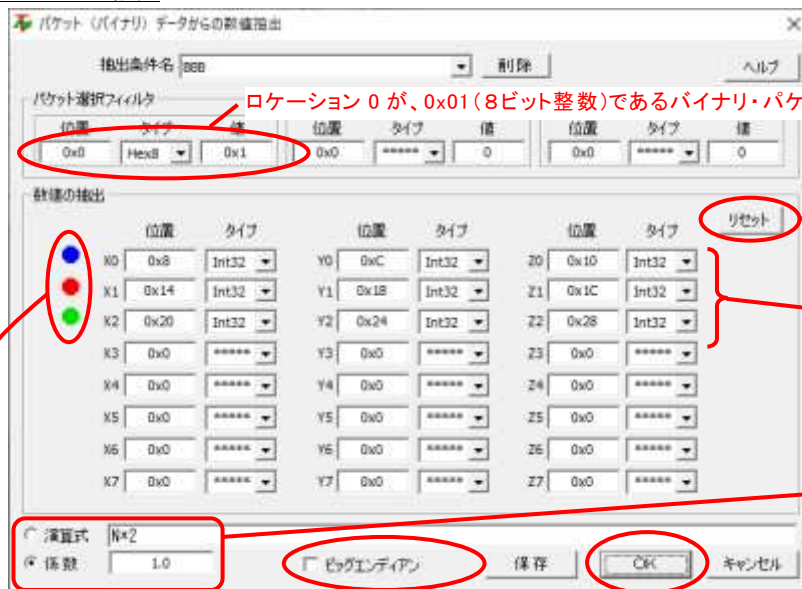 パケット (バイナリ) データからの数値抽出 ×
抽出条件名 BBB 削除 ヘルプ
パケット選択フィィルタ
ロケーション 0 が、0x01(8ビット整数)であるバイナリ・パケ
位置 タイプ 値 位置 タイプ 値 位置 タイプ 値
0x0 Hex8 0x1 0x0 ***** 0 0x0 ***** 0
数値の抽出
リセット
位置 タイプ 位置 タイプ 位置 タイプ
X0 0x8 Int32 Y0 0xC Int32 Z0 0x10 Int32
X1 0x14 Int32 Y1 0x18 Int32 Z1 0x1C Int32
X2 0x20 Int32 Y2 0x24 Int32 Z2 0x28 Int32
X3 0x0 ***** Y3 0x0 ***** Z3 0x0 *****
X4 0x0 ***** Y4 0x0 ***** Z4 0x0 *****
X5 0x0 ***** Y5 0x0 ***** Z5 0x0 *****
X6 0x0 ***** Y6 0x0 ***** Z6 0x0 *****
X7 0x0 ***** Y7 0x0 ***** Z7 0x0 *****
演算式 N*2
係数 1.0 ビッグエンディアン 保存 OK キャンセル